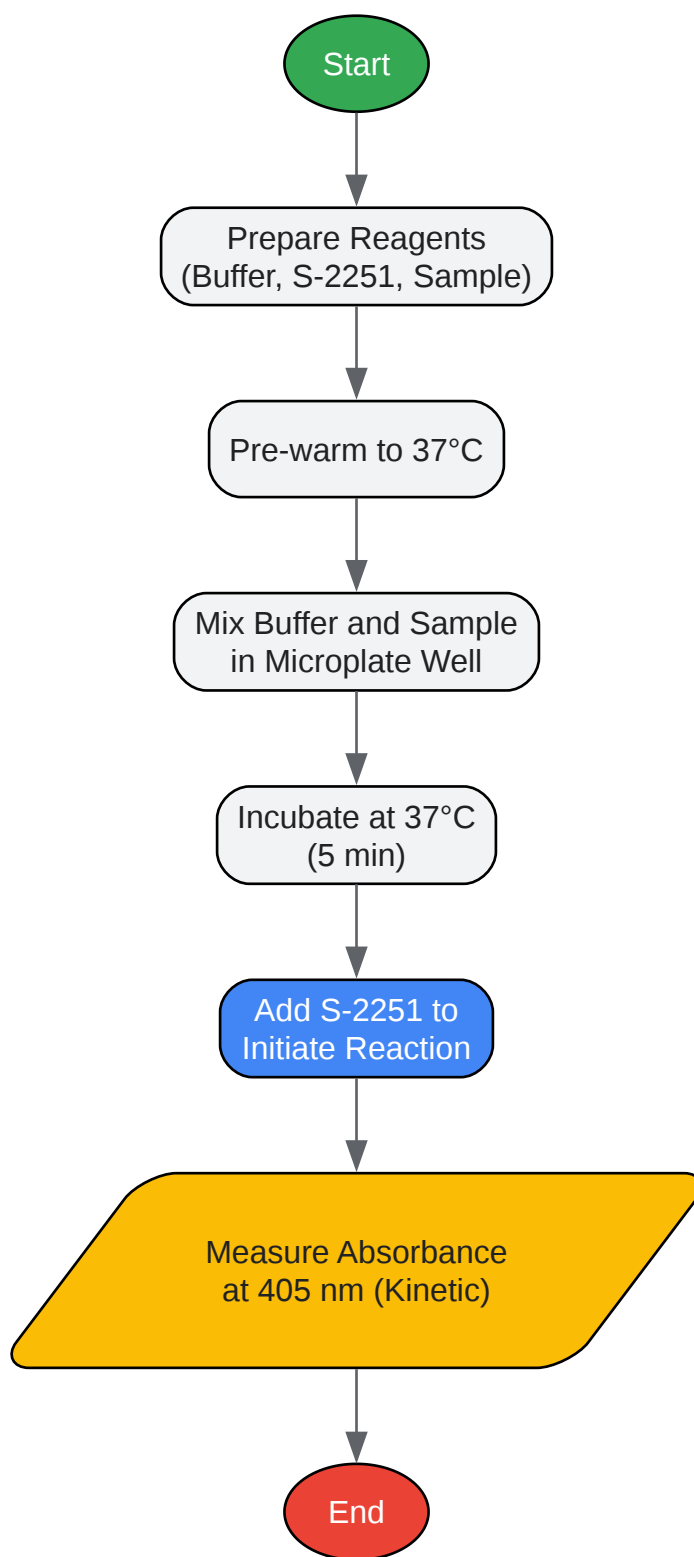 Start
Prepare Reagents
(Buffer, S-2251, Sample)
Pre-warm to 37°C
Mix Buffer and Sample
in Microplate Well
Incubate at 37°C
(5 min)
Add S-2251 to
Initiate Reaction
Measure Absorbance
at 405 nm (Kinetic)
End